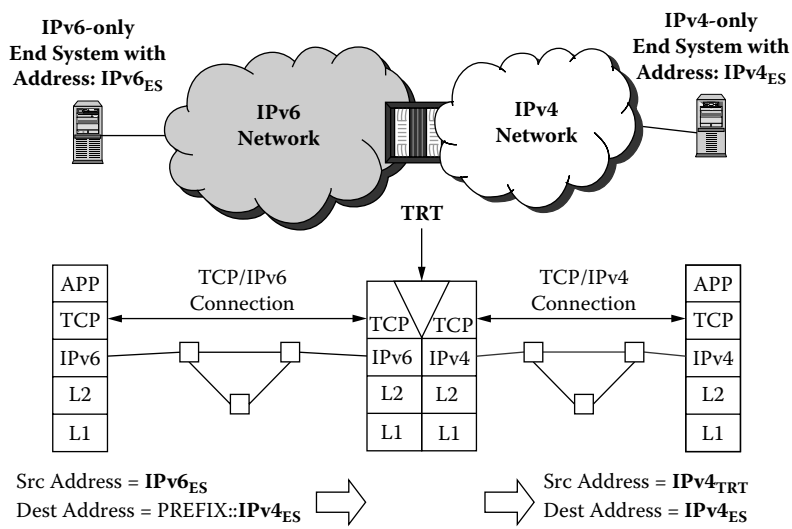 IPv6-only
End System with
Address: IPv6ES
IPv4-only
End System with
Address: IPv4ES
IPv6
Network
IPv4
Network
TRT
APP
TCP
IPv6
L2
L1
TCP/IPv6
Connection
TCP
TCP
IPv6
IPv4
L2
L2
L1
L1
TCP/IPv4
Connection
APP
TCP
IPv4
L2
L1
Src Address = IPv6ES
Dest Address = PREFIX::IPv4ES
Src Address = IPv4TRT
Dest Address = IPv4ES